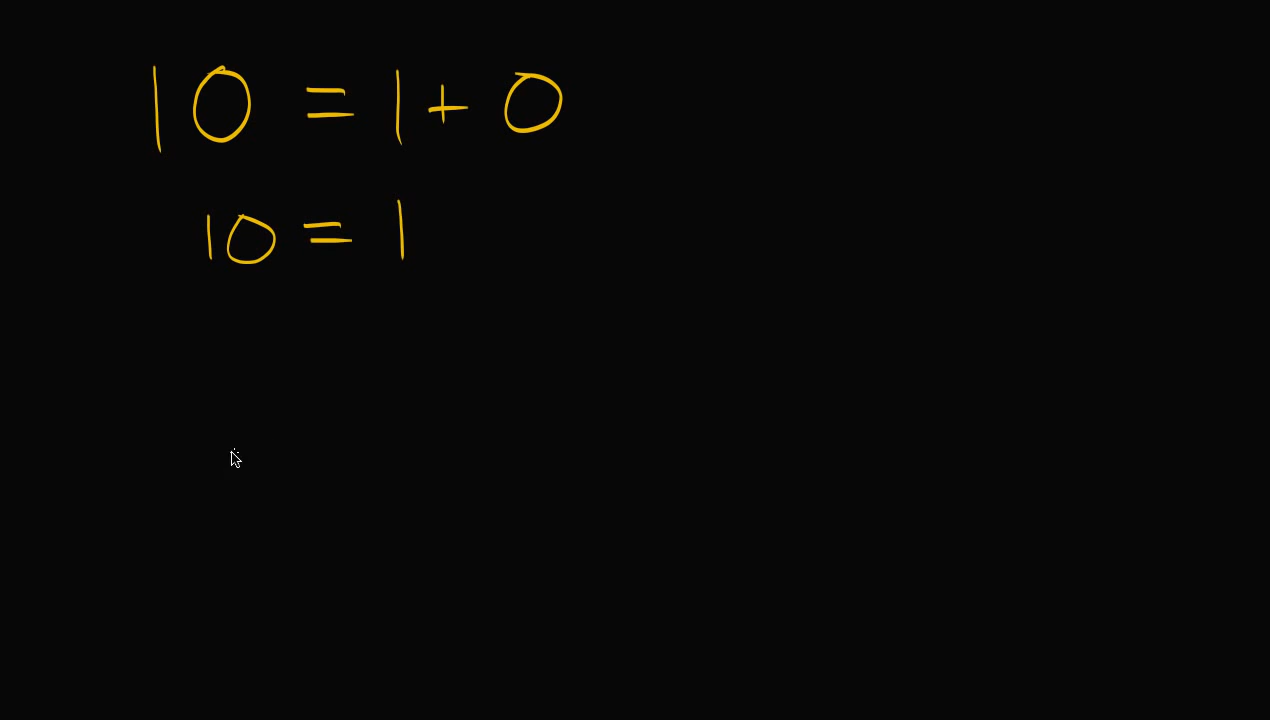 10 = 1 + 0
10 = 1